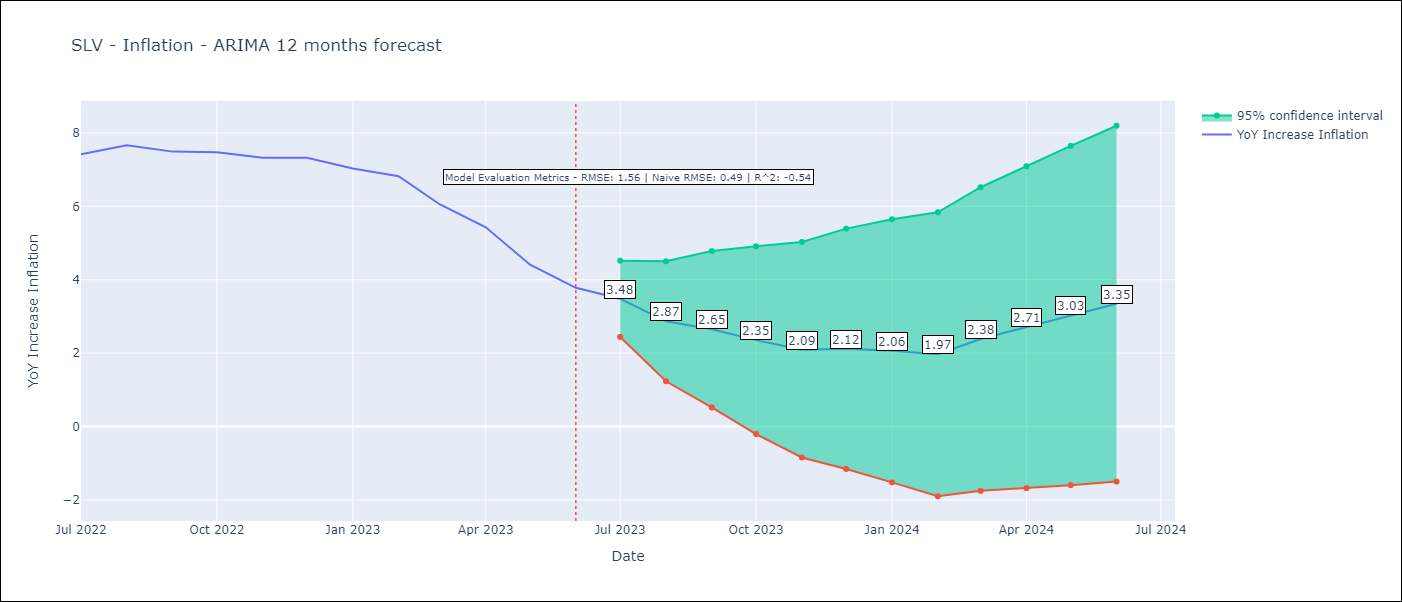 SLV - Inflation - ARIMA 12 months forecast
95% confidence interval
YoY Increase Inflation
Model Evaluation Metrics - RMSE: 1.56 | Naive RMSE: 0.49 | R^2: -0.54
8
6
4
2
0
−2
YoY Increase Inflation
3.48
2.87
2.65
2.35
2.09
2.12
2.06
1.97
2.38
2.71
3.03
3.35
Jul 2022
Oct 2022
Jan 2023
Apr 2023
Jul 2023
Oct 2023
Jan 2024
Apr 2024
Jul 2024
Date